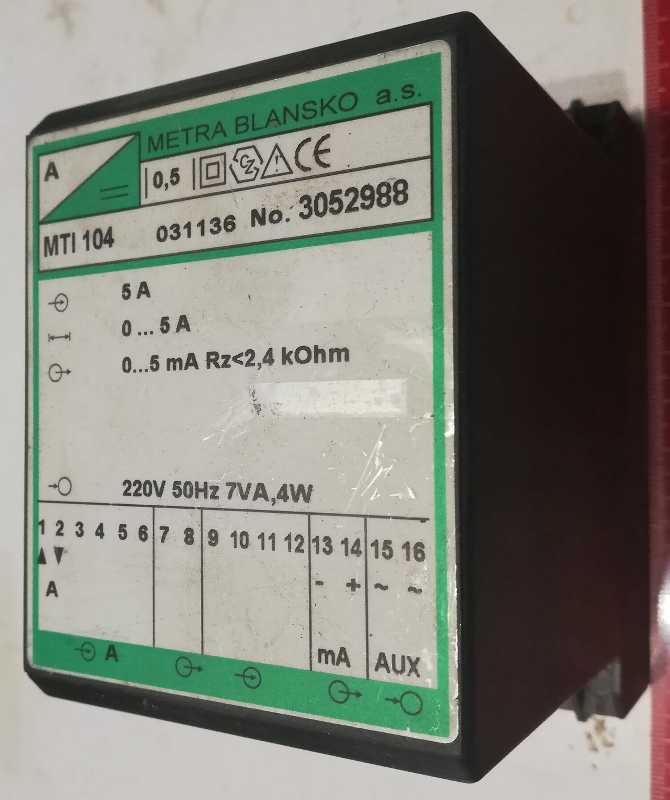 METRA BLANSKO a.s.
A
0,5 CZ CE
MTI 104 031136 No. 3052988
5 A
0 ... 5 A
0...5 mA Rz<2,4 kOhm
220V 50Hz 7VA,4W
1 2 3 4 5 6 7 8 9 10 11 12 13 14 15 16
- + ~ ~
A
mA AUX
A